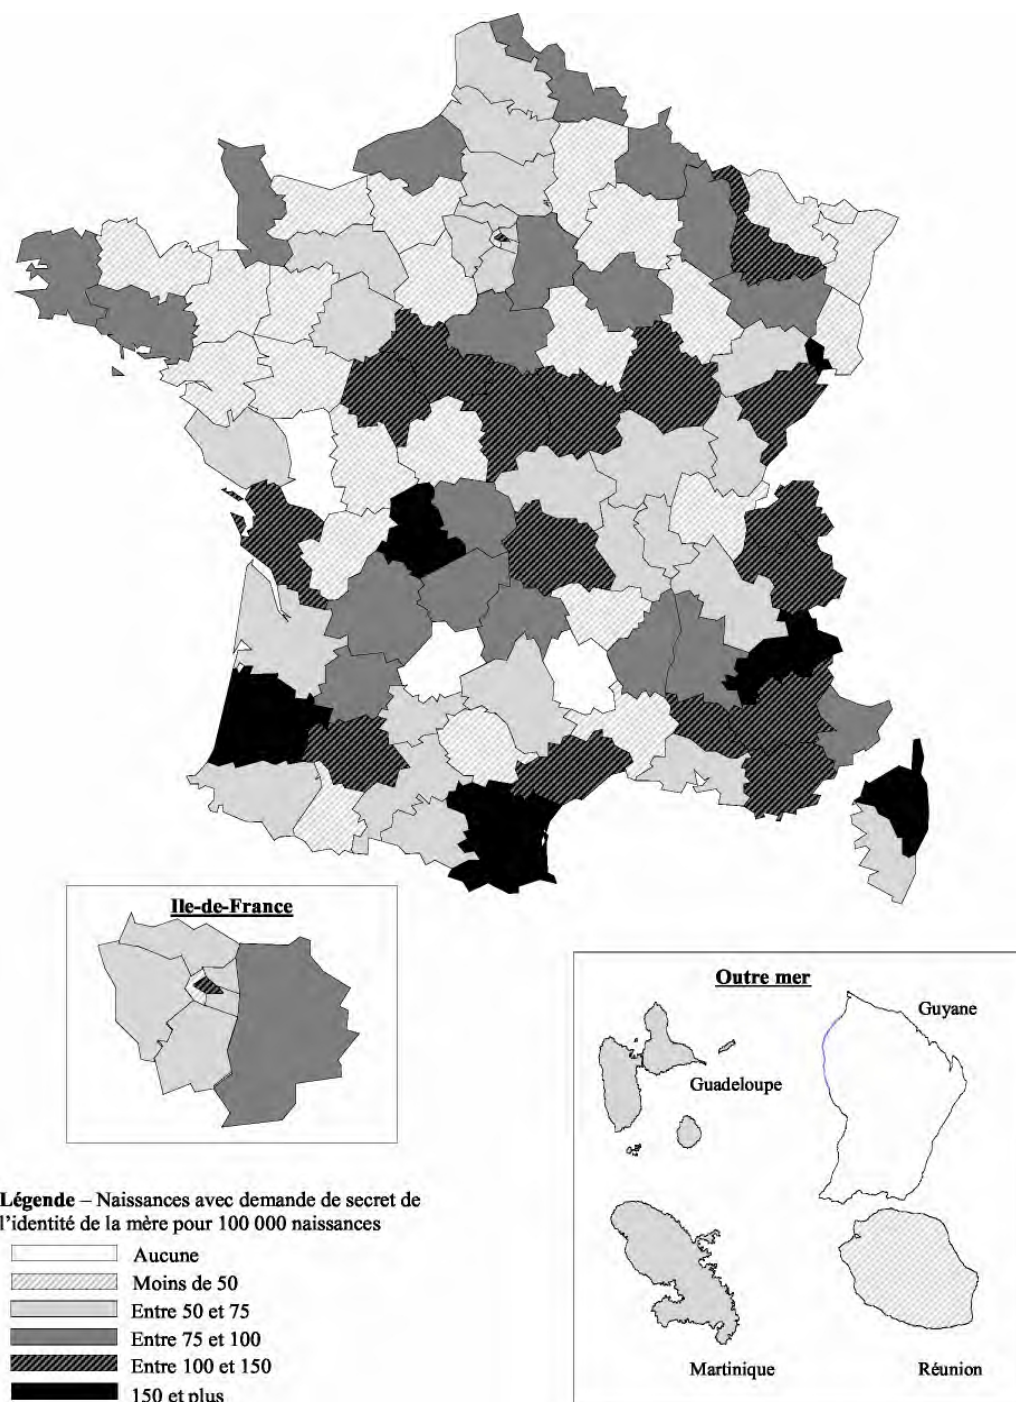 Ile-de-France
Outre mer
Guyane
Guadeloupe
Martinique
Réunion
Légende – Naissances avec demande de secret de
l'identité de la mère pour 100 000 naissances
Aucune
Moins de 50
Entre 50 et 75
Entre 75 et 100
Entre 100 et 150
150 et plus